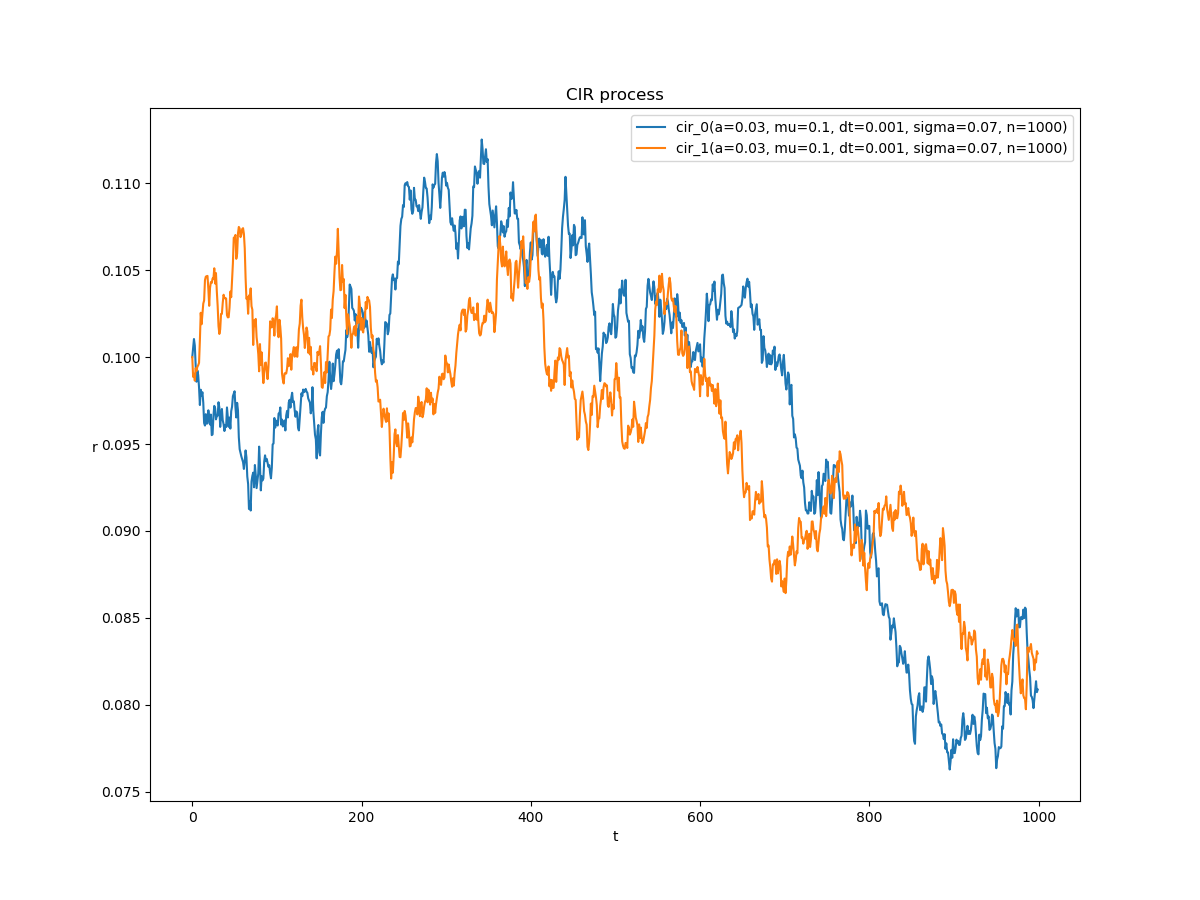 CIR process
cir_0(a=0.03, mu=0.1, dt=0.001, sigma=0.07, n=1000)
cir_1(a=0.03, mu=0.1, dt=0.001, sigma=0.07, n=1000)
0.110
0.105
0.100
0.095
r
0.090
0.085
0.080
0.075
0 200 400 600 800 1000
t